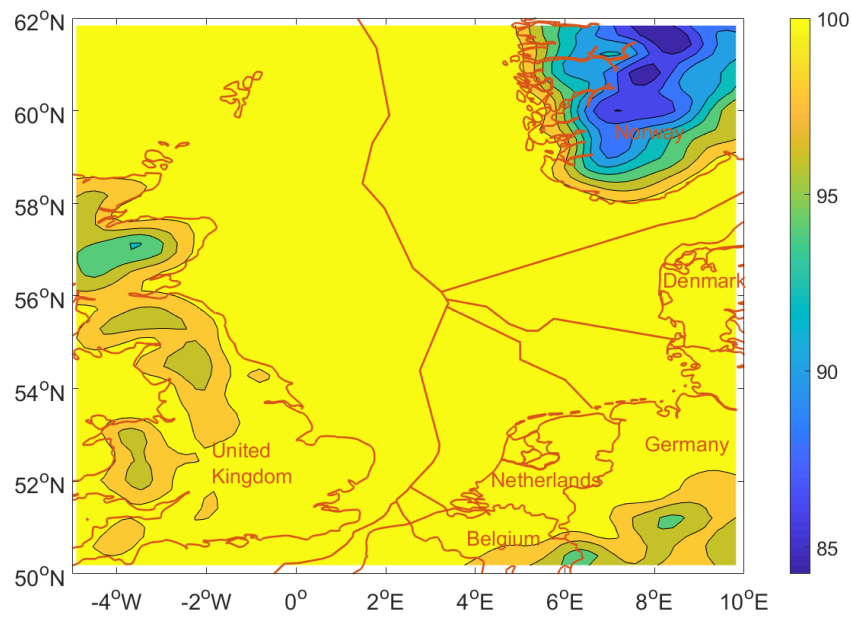 62°N
60°N
58°N
56°N
54°N
52°N
50°N
-4°W
-2°W
0°
2°E
4°E
6°E
8°E
10°E
Norway
Denmark
United
Kingdom
Germany
Netherlands
Belgium
100
95
90
85